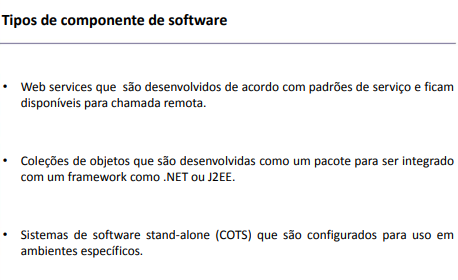 Tipos de componente de software
• Web services que são desenvolvidos de acordo com padrões de serviço e ficam
disponíveis para chamada remota.
• Coleções de objetos que são desenvolvidas como um pacote para ser integrado
com um framework como .NET ou J2EE.
• Sistemas de software stand-alone (COTS) que são configurados para uso em
ambientes específicos.